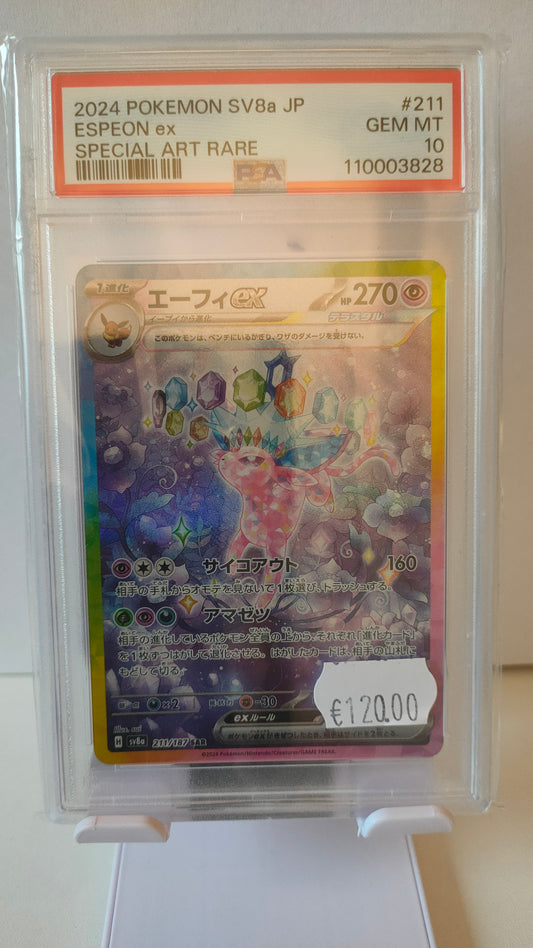 2024 POKEMON SV8a JP #211
ESPEON ex GEM MT
SPECIAL ART RARE 10
PSA 110003828
1進化 エーフィex HP 270
イーブイから進化 テラスタル
このポケモンは、ベンチにいるかぎり、ワザのダメージを受けない。
サイコアウト 160
相手の手札からオモテを見ないで1枚選び、トラッシュする。
アマゼツ
相手の進化しているポケモン全員の上から、それぞれ「進化カード」
を1枚ずつはがして退化させる。はがしたカードは、相手の山札に
もどして切る。
弱点 ×2 抵抗力 -30
€120.00
exルール
ポケモンexがきぜつしたとき、相手はサイドを2枚とる。
H sv8a 211/187 SAR
©2024 Pokémon/Nintendo/Creatures/GAME FREAK.